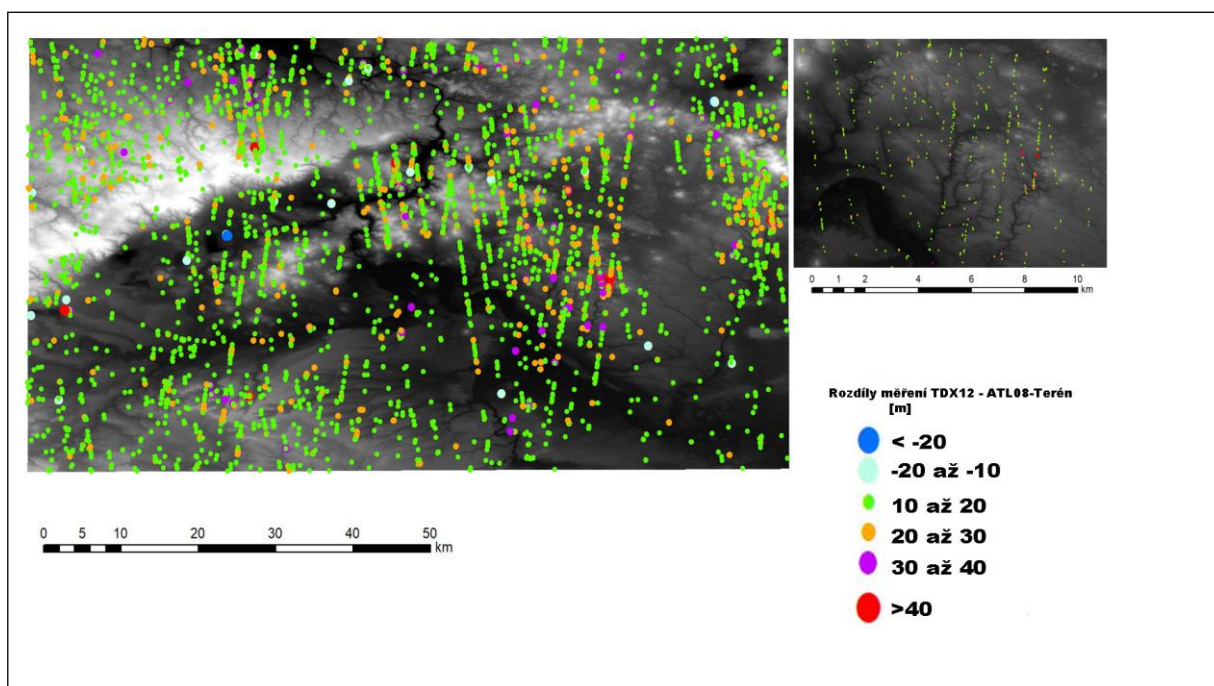 0 2 4 6 8 10
km
Rozdíly měření TDX12 - ATL08-Terén
[m]
< -20
-20 až -10
10 až 20
20 až 30
30 až 40
>40
0 5 10 20 30 40 50
km